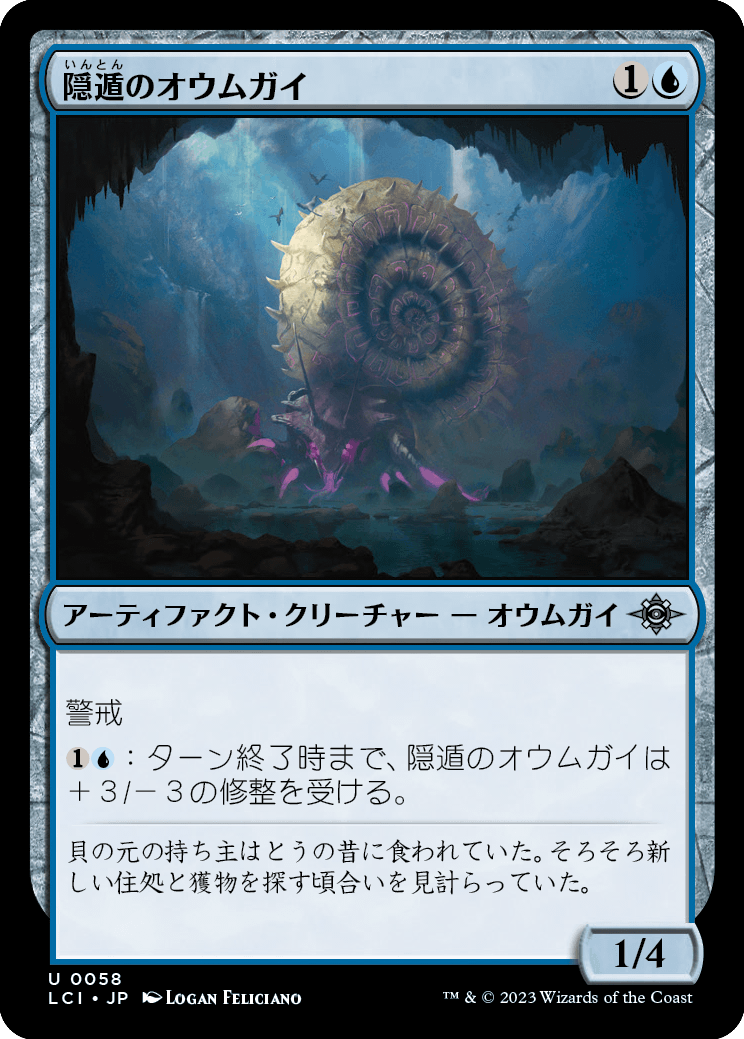 いんとん
隠遁のオウムガイ
1
アーティファクト・クリーチャー — オウムガイ
警戒
1：ターン終了時まで、隠遁のオウムガイは
＋３/－３の修整を受ける。
貝の元の持ち主はとうの昔に食われていた。そろそろ新
しい住処と獲物を探す頃合いを見計らっていた。
1/4
U 0058
LCI • JP Logan Feliciano
™ & © 2023 Wizards of the Coast